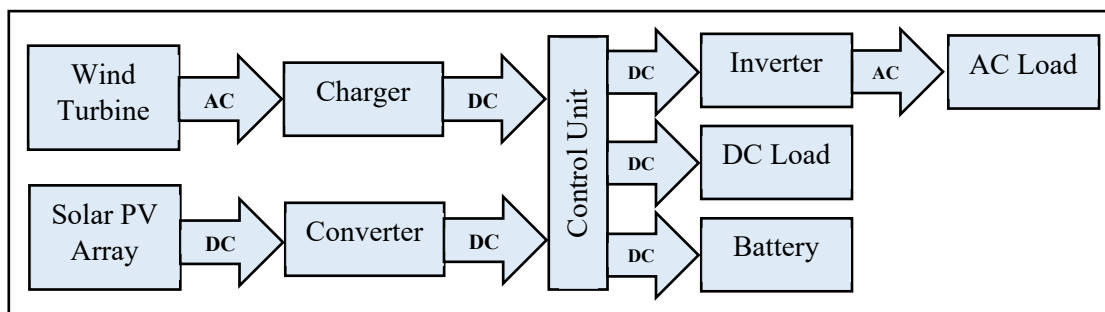 Wind
Turbine
AC
Charger
DC
Control Unit
DC
Inverter
AC
AC Load
DC
DC Load
Solar PV
Array
DC
Converter
DC
DC
Battery